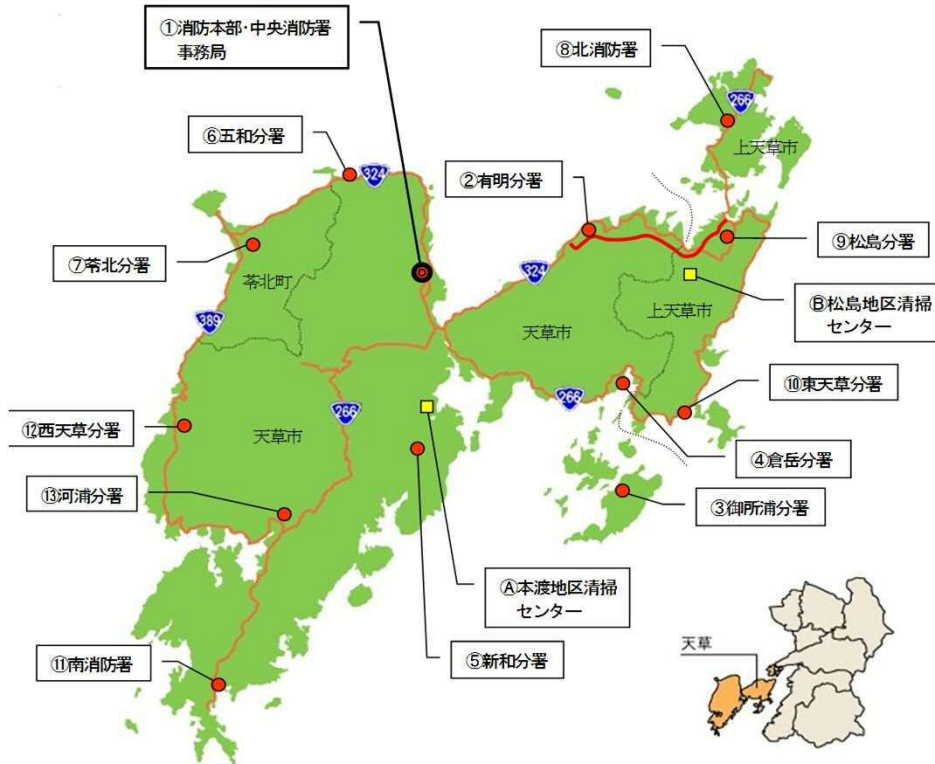 ①消防本部・中央消防署
事務局
⑧北消防署
266
上天草市
⑥五和分署
324
②有明分署
⑨松島分署
⑦苓北分署
苓北町
324
上天草市
Ⓑ松島地区清掃
センター
389
天草市
⑩東天草分署
266
266
⑫西天草分署
天草市
④倉岳分署
⑬河浦分署
③御所浦分署
Ⓐ本渡地区清掃
センター
天草
⑤新和分署
⑪南消防署